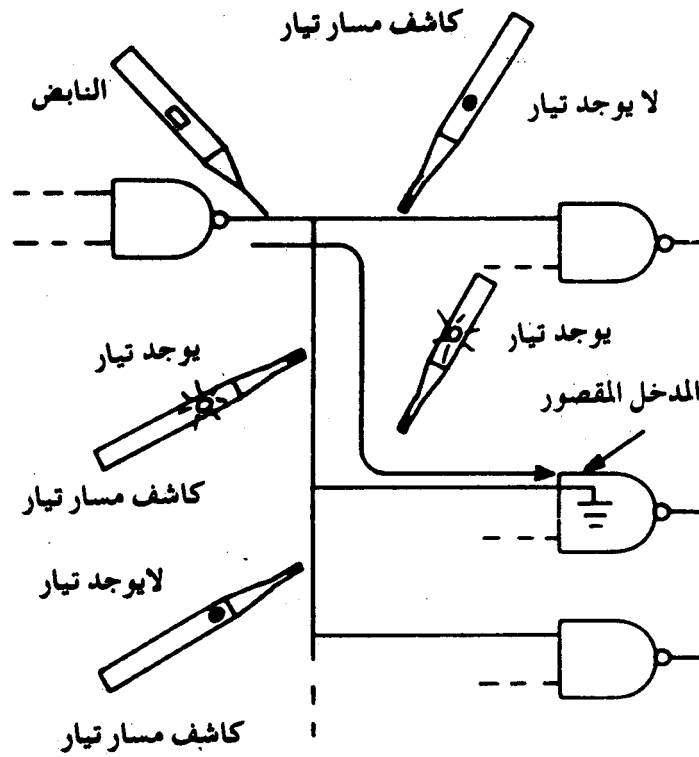 كاشف مسار تيار
النابض
لا يوجد تيار
يوجد تيار
يوجد تيار
المدخل المقصور
كاشف مسار تيار
لايوجد تيار
كاشف مسار تيار